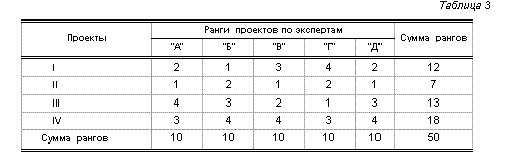 Таблица 3
Проекты Ранги проектов по экспертам Сумма рангов
"А" "Б" "В" "Г" "Д"
I 2 1 3 4 2 12
II 1 2 1 2 1 7
III 4 3 2 1 3 13
IV 3 4 4 3 4 18
Сумма рангов 10 10 10 10 10 50